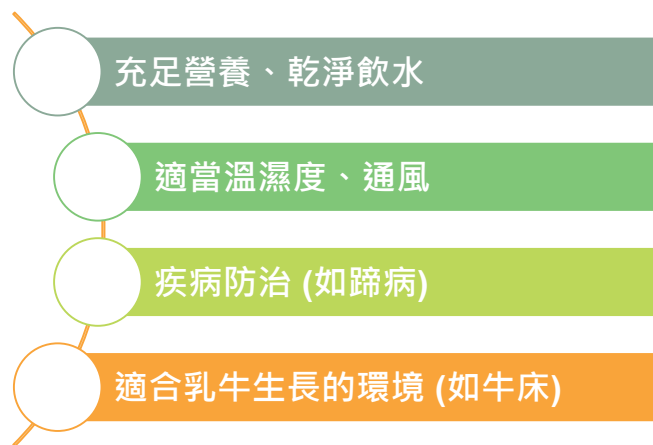 充足營養、乾淨飲水
適當溫濕度、通風
疾病防治 (如蹄病)
適合乳牛生長的環境 (如牛床)